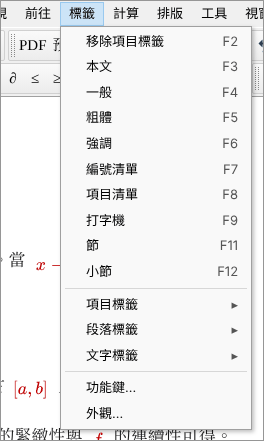 前往 標籤 計算 排版 工具
PDF
∂ ≤ ≥
移除項目標籤 F2
本文 F3
一般 F4
粗體 F5
強調 F6
編號清單 F7
項目清單 F8
打字機 F9
節 F11
小節 F12
項目標籤 ▸
段落標籤 ▸
文字標籤 ▸
功能鍵...
外觀...
。當 x −
[a, b]
的緊緻性與 f 的連續性可得。